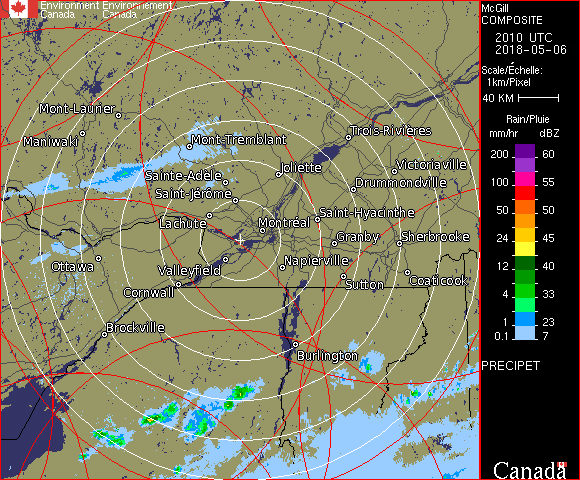 Environment Environnement
Canada Canada
Mont-Laurier
Maniwaki
Mont-Tremblant
Trois-Rivières
Sainte-Adèle
Joliette
Victoriaville
Saint-Jérôme
Drummondville
Lachute
Montréal
Saint-Hyacinthe
Granby
Sherbrooke
Ottawa
Valleyfield
Napierville
Cornwall
Sutton
Coaticook
Brockville
Burlington
McGill
COMPOSITE
2010 UTC
2018-05-06
Scale/Échelle:
1km/Pixel
40 KM
Rain/Pluie
mm/hr dBZ
200 60
150 57
100 55
50 50
24 45
12 40
4 33
1 23
0.1 7
PRECIPET
Canada